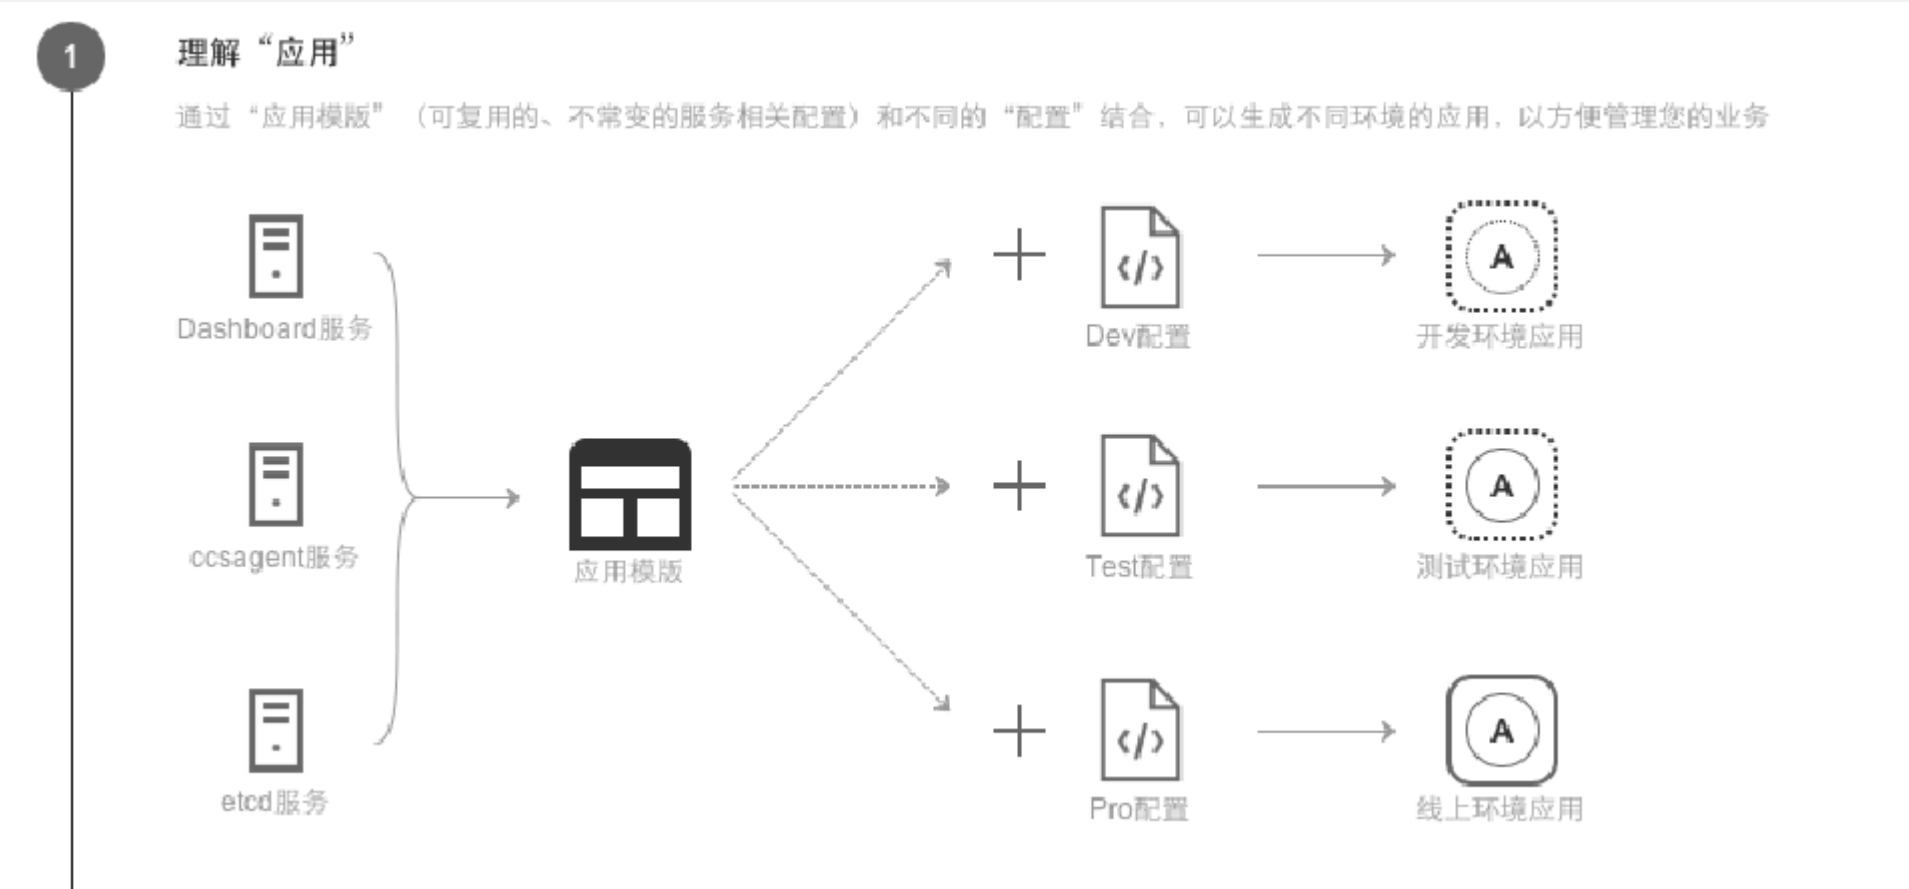 1
理解“应用”
通过“应用模版”（可复用的、不常变的服务相关配置）和不同的“配置”结合，可以生成不同环境的应用，以方便管理您的业务
Dashboard服务
Dev配置
A
开发环境应用
ccsagent服务
应用模版
Test配置
A
测试环境应用
etcd服务
Pro配置
A
线上环境应用